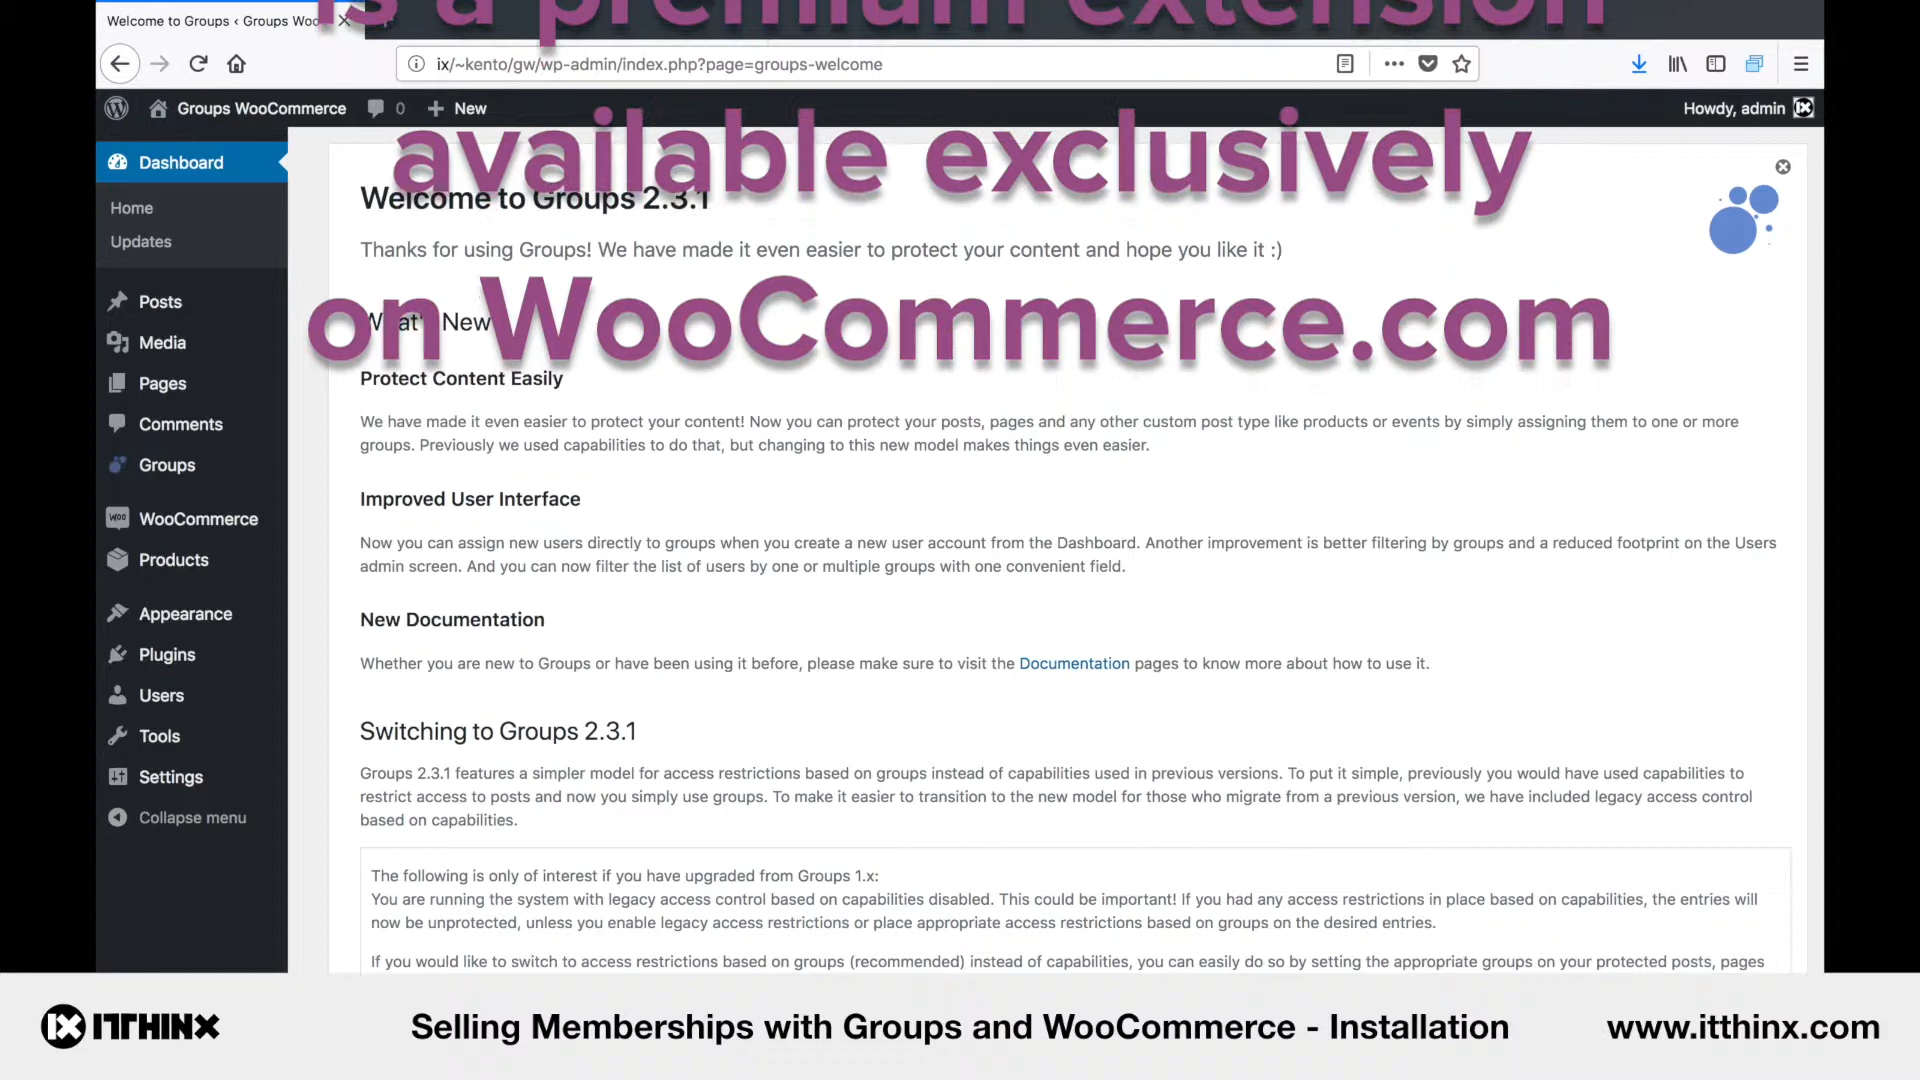 Welcome to Groups ‹ Groups Woo
is a premium extension
ix/~kento/gw/wp-admin/index.php?page=groups-welcome
Groups WooCommerce 0 New
Howdy, admin
available exclusively
on WooCommerce.com
Dashboard
Home
Updates
Posts
Media
Pages
Comments
Groups
WooCommerce
Products
Appearance
Plugins
Users
Tools
Settings
Collapse menu
Welcome to Groups 2.3.1
Thanks for using Groups! We have made it even easier to protect your content and hope you like it :)
What's New
Protect Content Easily
We have made it even easier to protect your content! Now you can protect your posts, pages and any other custom post type like products or events by simply assigning them to one or more
groups. Previously we used capabilities to do that, but changing to this new model makes things even easier.
Improved User Interface
Now you can assign new users directly to groups when you create a new user account from the Dashboard. Another improvement is better filtering by groups and a reduced footprint on the Users
admin screen. And you can now filter the list of users by one or multiple groups with one convenient field.
New Documentation
Whether you are new to Groups or have been using it before, please make sure to visit the Documentation pages to know more about how to use it.
Switching to Groups 2.3.1
Groups 2.3.1 features a simpler model for access restrictions based on groups instead of capabilities used in previous versions. To put it simple, previously you would have used capabilities to
restrict access to posts and now you simply use groups. To make it easier to transition to the new model for those who migrate from a previous version, we have included legacy access control
based on capabilities.
The following is only of interest if you have upgraded from Groups 1.x:
You are running the system with legacy access control based on capabilities disabled. This could be important! If you had any access restrictions in place based on capabilities, the entries will
now be unprotected, unless you enable legacy access restrictions or place appropriate access restrictions based on groups on the desired entries.
If you would like to switch to access restrictions based on groups (recommended) instead of capabilities, you can easily do so by setting the appropriate groups on your protected posts, pages
ITTHINX
Selling Memberships with Groups and WooCommerce - Installation
www.itthinx.com